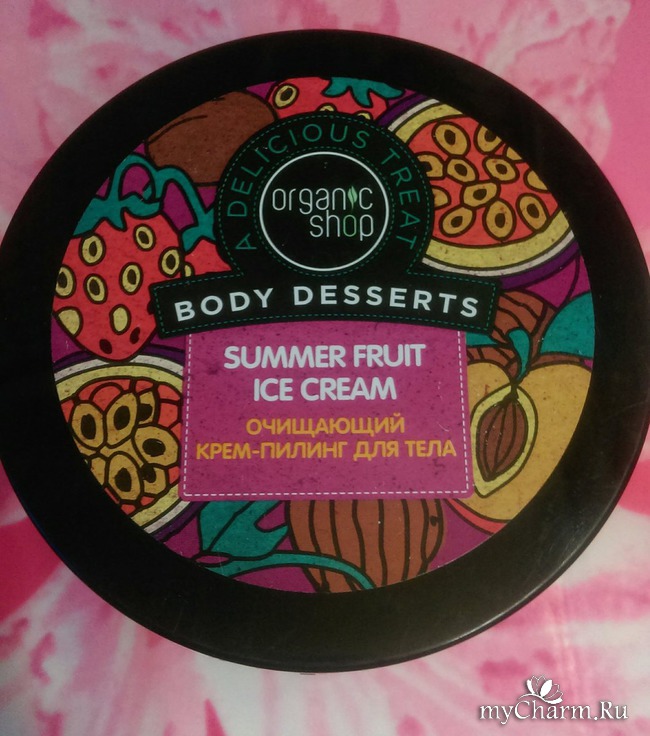 A DELICIOUS TREAT
organic
shop
BODY DESSERTS
SUMMER FRUIT
ICE CREAM
ОЧИЩАЮЩИЙ
КРЕМ-ПИЛИНГ ДЛЯ ТЕЛА
myCharm.Ru